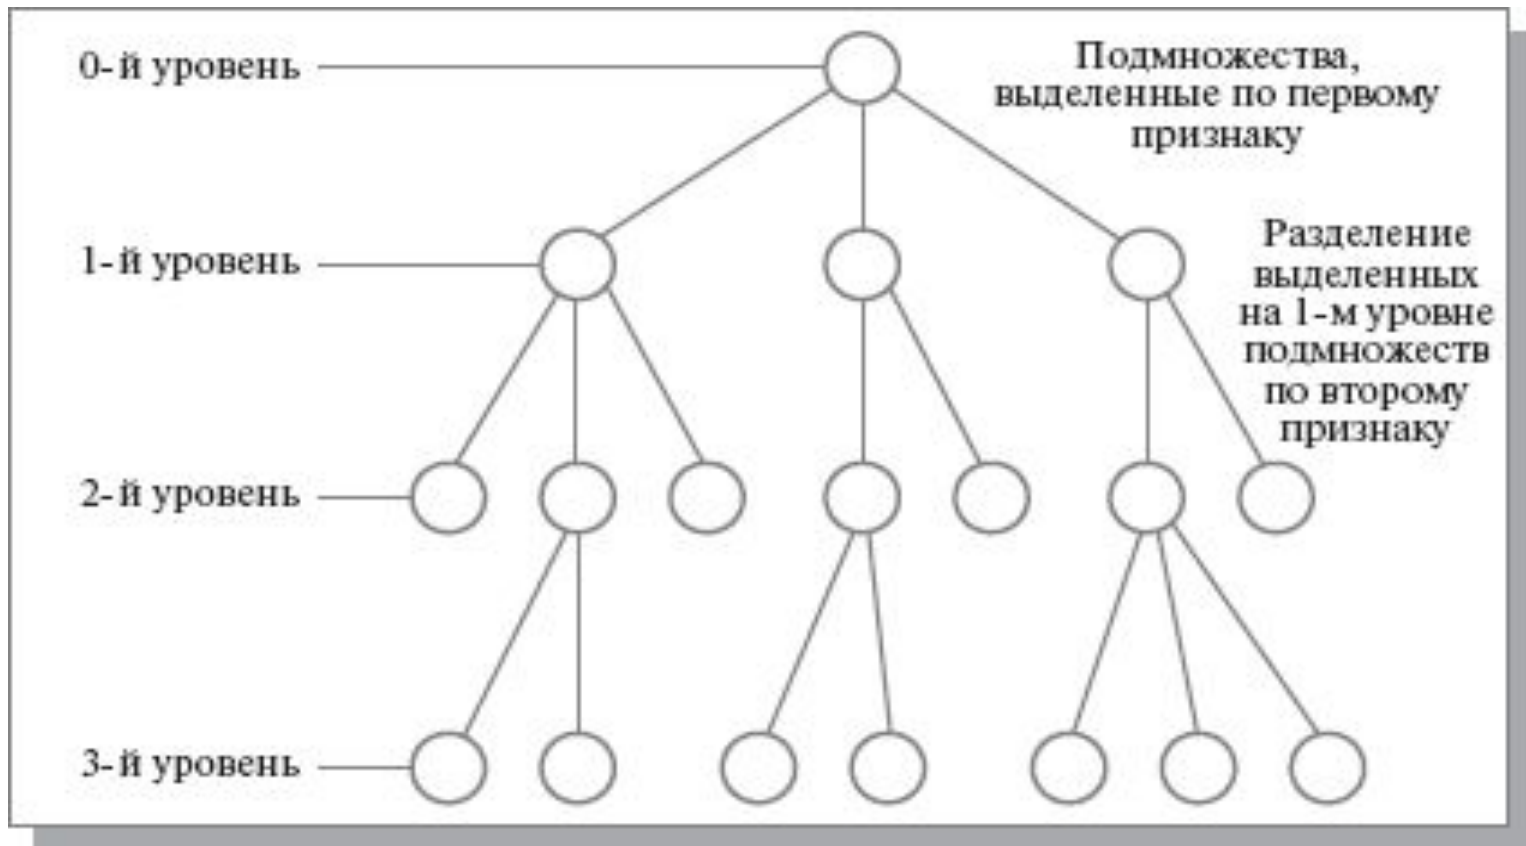 0-й уровень
Подмножества,
выделенные по первому
признаку
1-й уровень
Разделение
выделенных
на 1-м уровне
подмножеств
по второму
признаку
2-й уровень
3-й уровень